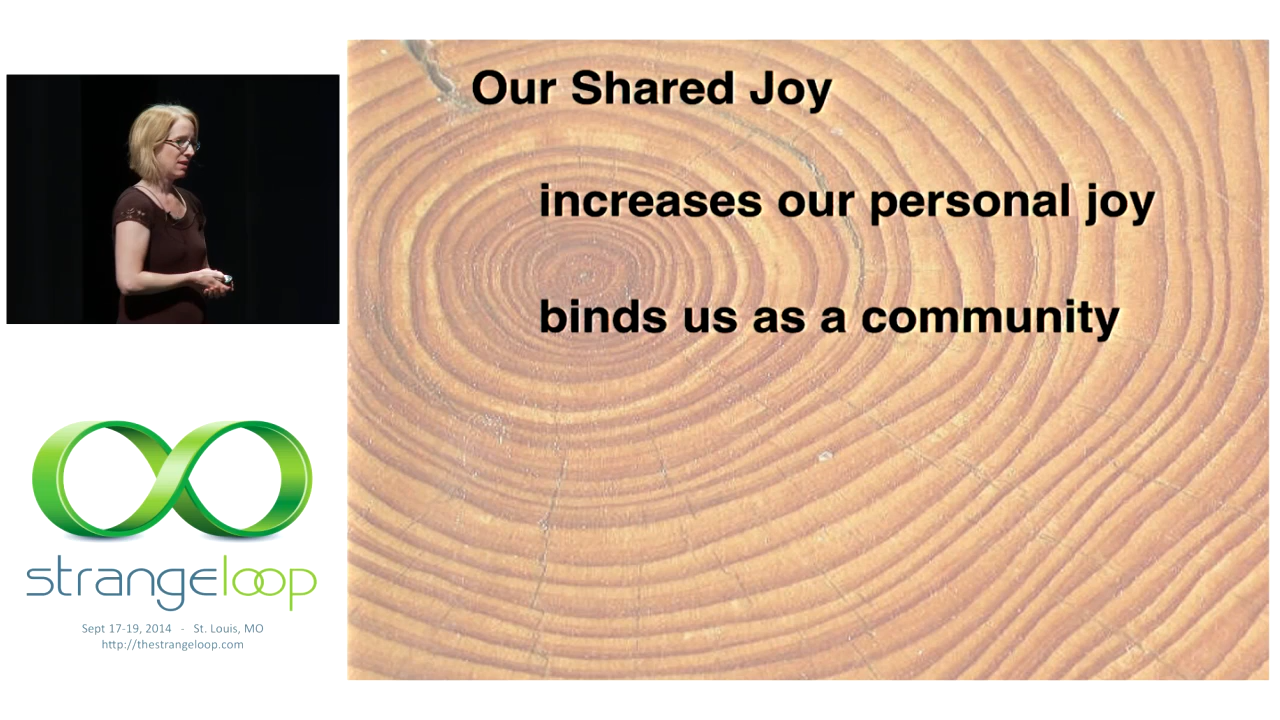 Our Shared Joy
increases our personal joy
binds us as a community
strangeloop
Sept 17-19, 2014 - St. Louis, MO
http://thestrangeloop.com